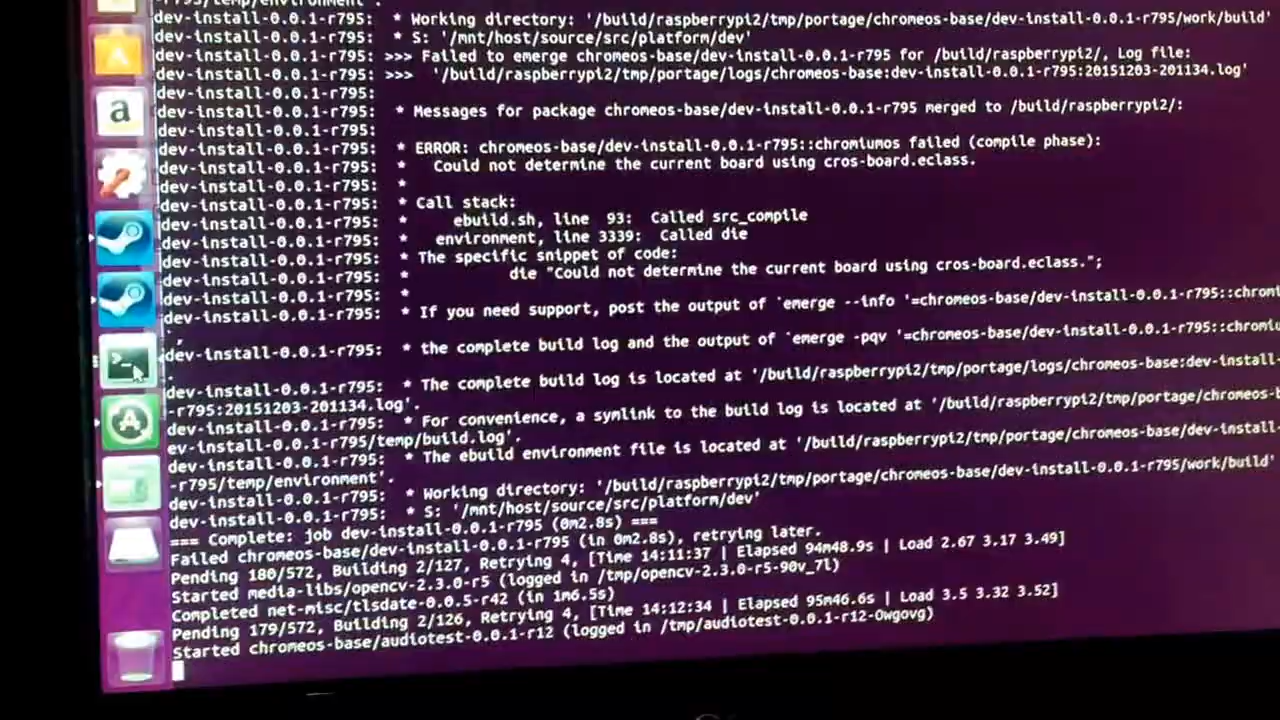 -r795/temp/environment'.
dev-install-0.0.1-r795:  * Working directory: '/build/raspberrypi2/tmp/portage/chromeos-base/dev-install-0.0.1-r795/work/build'
dev-install-0.0.1-r795:  * S: '/mnt/host/source/src/platform/dev'
dev-install-0.0.1-r795: >>> Failed to emerge chromeos-base/dev-install-0.0.1-r795 for /build/raspberrypi2/, Log file:
dev-install-0.0.1-r795: >>>  '/build/raspberrypi2/tmp/portage/logs/chromeos-base:dev-install-0.0.1-r795:20151203-201134.log'
dev-install-0.0.1-r795:
dev-install-0.0.1-r795:  * Messages for package chromeos-base/dev-install-0.0.1-r795 merged to /build/raspberrypi2/:
dev-install-0.0.1-r795:
dev-install-0.0.1-r795:  * ERROR: chromeos-base/dev-install-0.0.1-r795::chromiumos failed (compile phase):
dev-install-0.0.1-r795:  *   Could not determine the current board using cros-board.eclass.
dev-install-0.0.1-r795:  *
dev-install-0.0.1-r795:  * Call stack:
dev-install-0.0.1-r795:  *     ebuild.sh, line  93:  Called src_compile
dev-install-0.0.1-r795:  *   environment, line 3339:  Called die
dev-install-0.0.1-r795:  * The specific snippet of code:
dev-install-0.0.1-r795:  *          die "Could not determine the current board using cros-board.eclass.";
dev-install-0.0.1-r795:  *
dev-install-0.0.1-r795:  * If you need support, post the output of `emerge --info '=chromeos-base/dev-install-0.0.1-r795::chromi
',
dev-install-0.0.1-r795:  * the complete build log and the output of `emerge -pqv '=chromeos-base/dev-install-0.0.1-r795::chromiu
.
dev-install-0.0.1-r795:  * The complete build log is located at '/build/raspberrypi2/tmp/portage/logs/chromeos-base:dev-install-
-r795:20151203-201134.log'.
dev-install-0.0.1-r795:  * For convenience, a symlink to the build log is located at '/build/raspberrypi2/tmp/portage/chromeos-b
ev-install-0.0.1-r795/temp/build.log'.
dev-install-0.0.1-r795:  * The ebuild environment file is located at '/build/raspberrypi2/tmp/portage/chromeos-base/dev-install-
-r795/temp/environment'.
dev-install-0.0.1-r795:  * Working directory: '/build/raspberrypi2/tmp/portage/chromeos-base/dev-install-0.0.1-r795/work/build'
dev-install-0.0.1-r795:  * S: '/mnt/host/source/src/platform/dev'
=== Complete: job dev-install-0.0.1-r795 (0m2.8s) ===
Failed chromeos-base/dev-install-0.0.1-r795 (in 0m2.8s), retrying later.
Pending 180/572, Building 2/127, Retrying 4, [Time 14:11:37 | Elapsed 94m48.9s | Load 2.67 3.17 3.49]
Started media-libs/opencv-2.3.0-r5 (logged in /tmp/opencv-2.3.0-r5-90v_7l)
Completed net-misc/tlsdate-0.0.5-r42 (in 1m6.5s)
Pending 179/572, Building 2/126, Retrying 4, [Time 14:12:34 | Elapsed 95m46.6s | Load 3.5 3.32 3.52]
Started chromeos-base/audiotest-0.0.1-r12 (logged in /tmp/audiotest-0.0.1-r12-Owgovg)